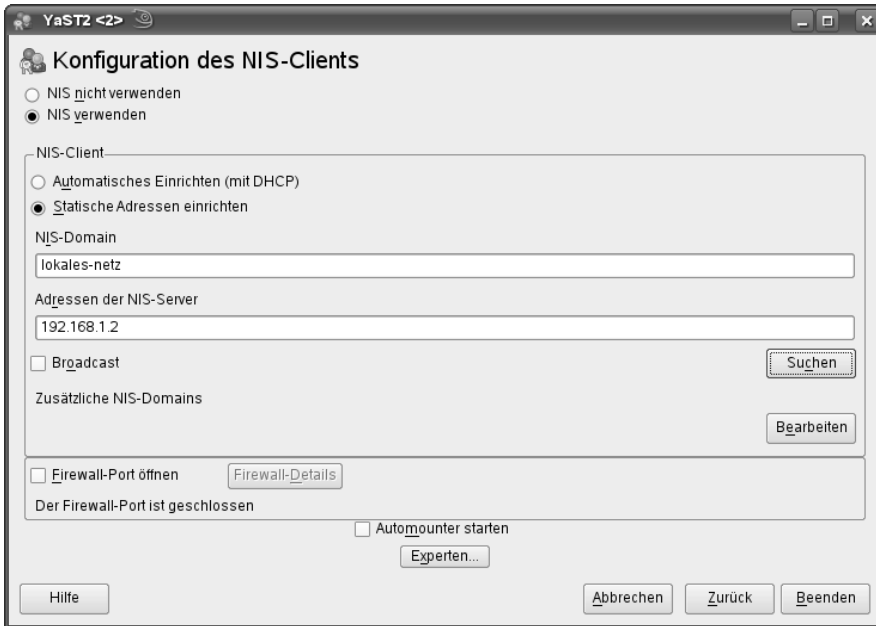 YaST2 <2>
Konfiguration des NIS-Clients
NIS nicht verwenden
NIS verwenden
NIS-Client
Automatisches Einrichten (mit DHCP)
Statische Adressen einrichten
NIS-Domain
lokales-netz
Adressen der NIS-Server
192.168.1.2
Broadcast
Suchen
Zusätzliche NIS-Domains
Bearbeiten
Firewall-Port öffnen
Firewall-Details
Der Firewall-Port ist geschlossen
Automounter starten
Experten...
Hilfe
Abbrechen
Zurück
Beenden